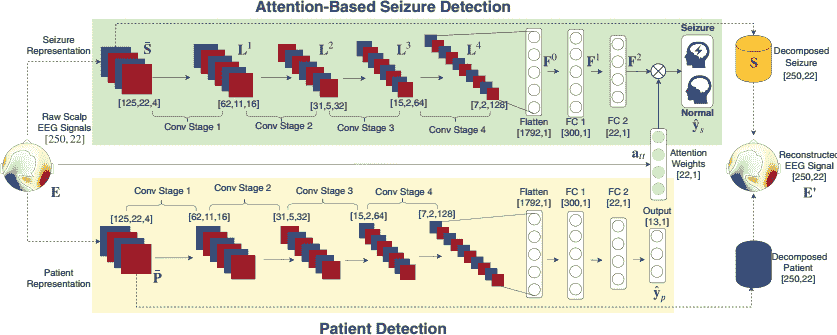 Attention-Based Seizure Detection
Seizure
Representation
S̄
L¹
L²
L³
L⁴
F⁰
F¹
F²
Seizure
Normal
ŷₛ
S
Decomposed
Seizure
[250,22]
[125,22,4]
[62,11,16]
[31,5,32]
[15,2,64]
[7,2,128]
Conv Stage 1
Conv Stage 2
Conv Stage 3
Conv Stage 4
Flatten
[1792,1]
FC 1
[300,1]
FC 2
[22,1]
Raw Scalp
EEG Signals
[250, 22]
E
aₜₜ
Attention
Weights
[22,1]
Reconstructed
EEG Signal
[250,22]
E'
Conv Stage 1
Conv Stage 2
Conv Stage 3
Conv Stage 4
[125,22,4]
[62,11,16]
[31,5,32]
[15,2,64]
[7,2,128]
Flatten
[1792,1]
FC 1
[300,1]
FC 2
[22,1]
Output
[13,1]
Patient
Representation
P̄
ŷₚ
Decomposed
Patient
[250,22]
Patient Detection